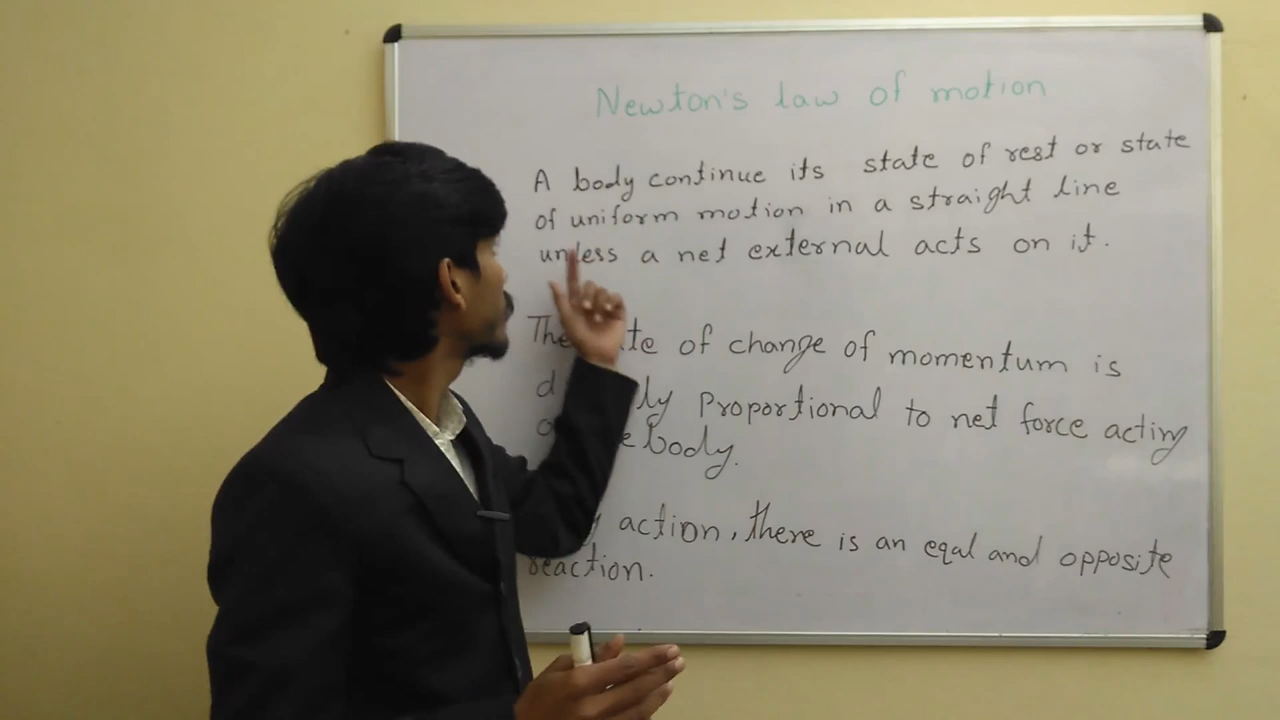 Newton's law of motion
A body continue its state of rest or state
of uniform motion in a straight line
unless a net external acts on it.
The of change of momentum is
proportional to net force acting
body.
action, there is an eqal and opposite
reaction.